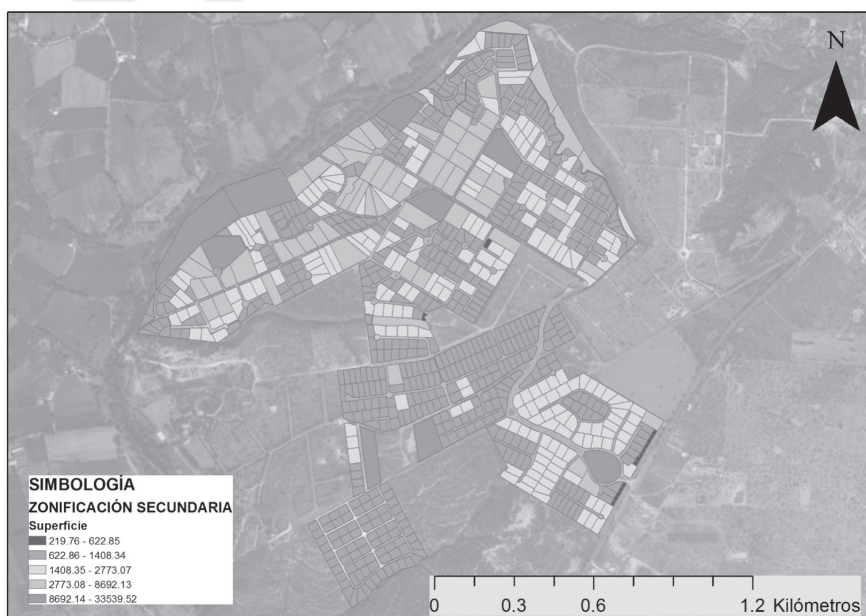 N
SIMBOLOGÍA
ZONIFICACIÓN SECUNDARIA
Superficie
219.76 - 622.85
622.86 - 1408.34
1408.35 - 2773.07
2773.08 - 8692.13
8692.14 - 33539.52
0 0.3 0.6 1.2 Kilómetros